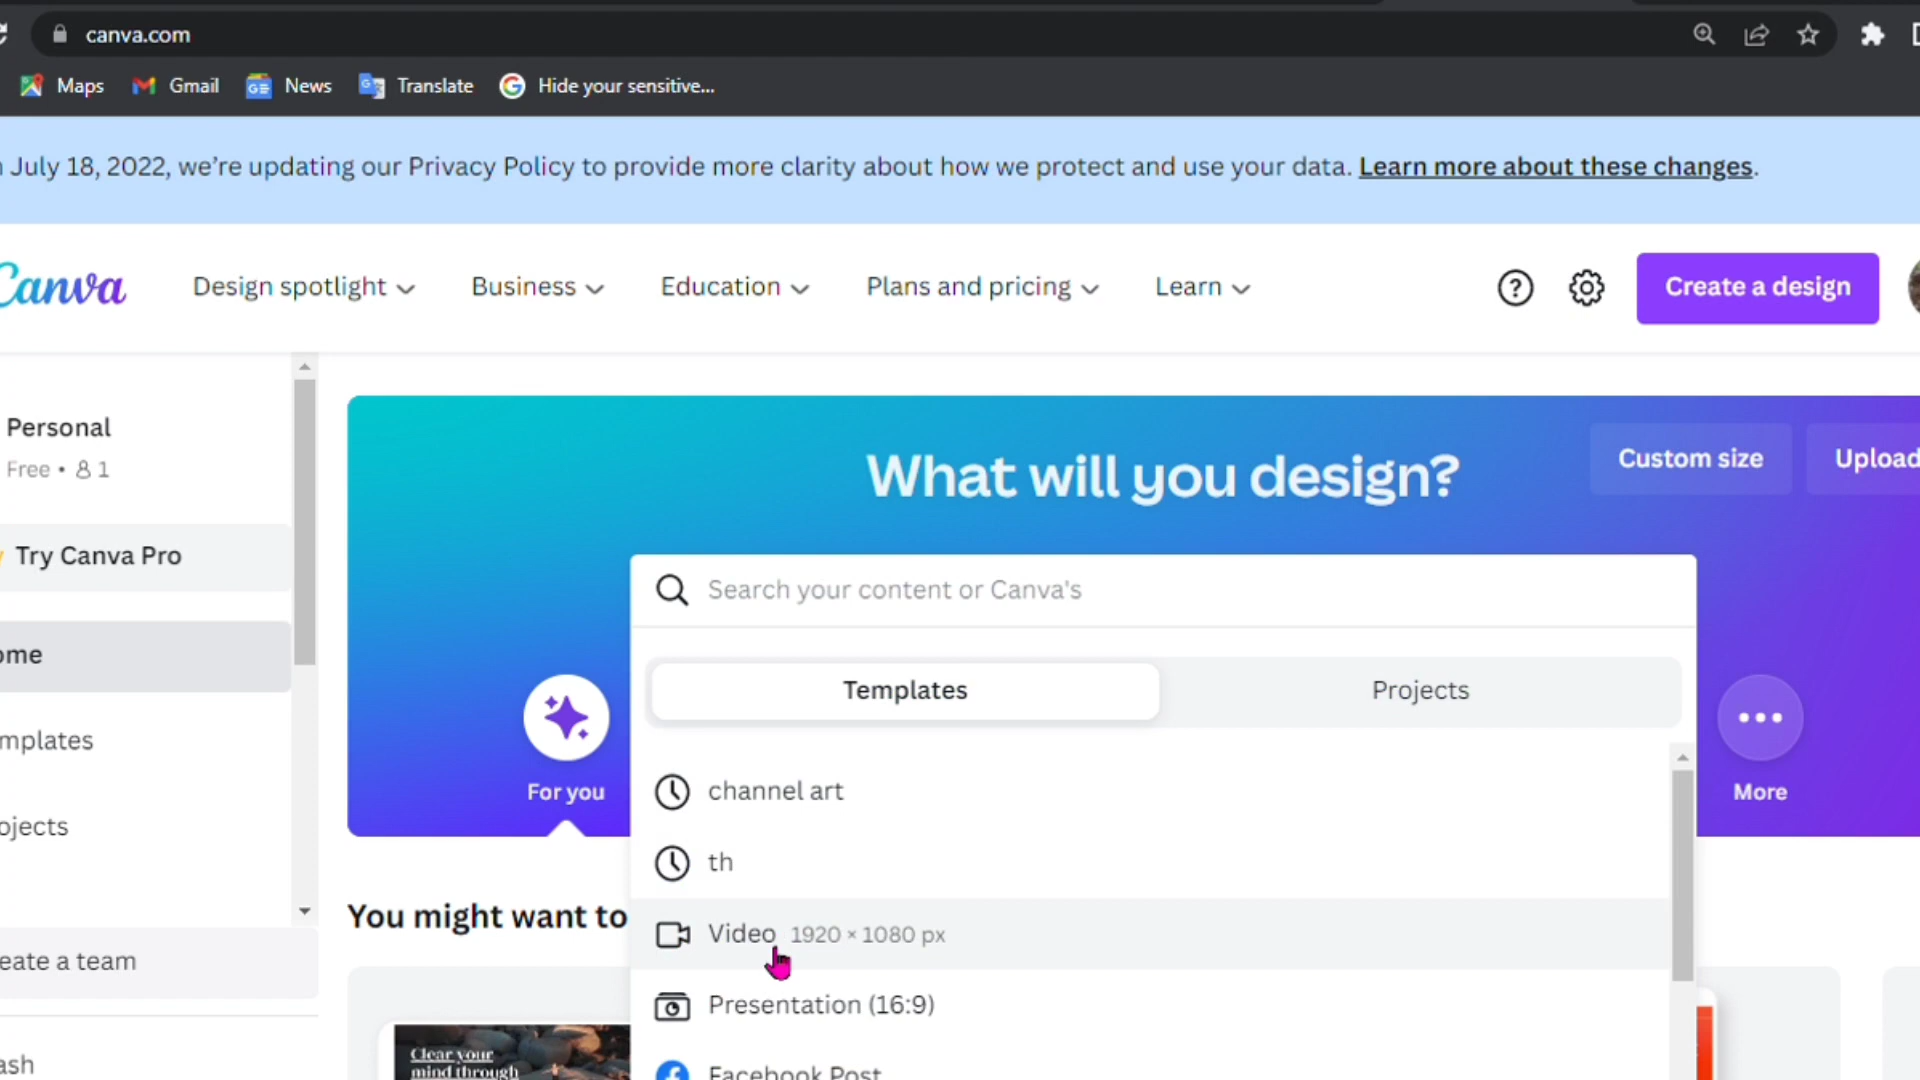 canva.com
Maps Gmail News Translate Hide your sensitive...
July 18, 2022, we're updating our Privacy Policy to provide more clarity about how we protect and use your data. Learn more about these changes.
Canva Design spotlight Business Education Plans and pricing Learn ? Create a design
Personal
Free • 1
Try Canva Pro
ome
mplates
ojects
eate a team
ash
What will you design?
Custom size Upload
Search your content or Canva's
Templates Projects
For you
More
channel art
th
Video 1920 × 1080 px
Presentation (16:9)
Facebook Post
You might want to
Clear your
mind through